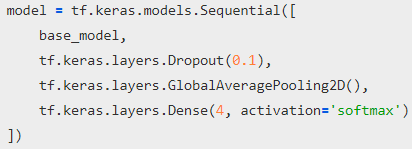 model = tf.keras.models.Sequential([
    base_model,
    tf.keras.layers.Dropout(0.1),
    tf.keras.layers.GlobalAveragePooling2D(),
    tf.keras.layers.Dense(4, activation='softmax')
])